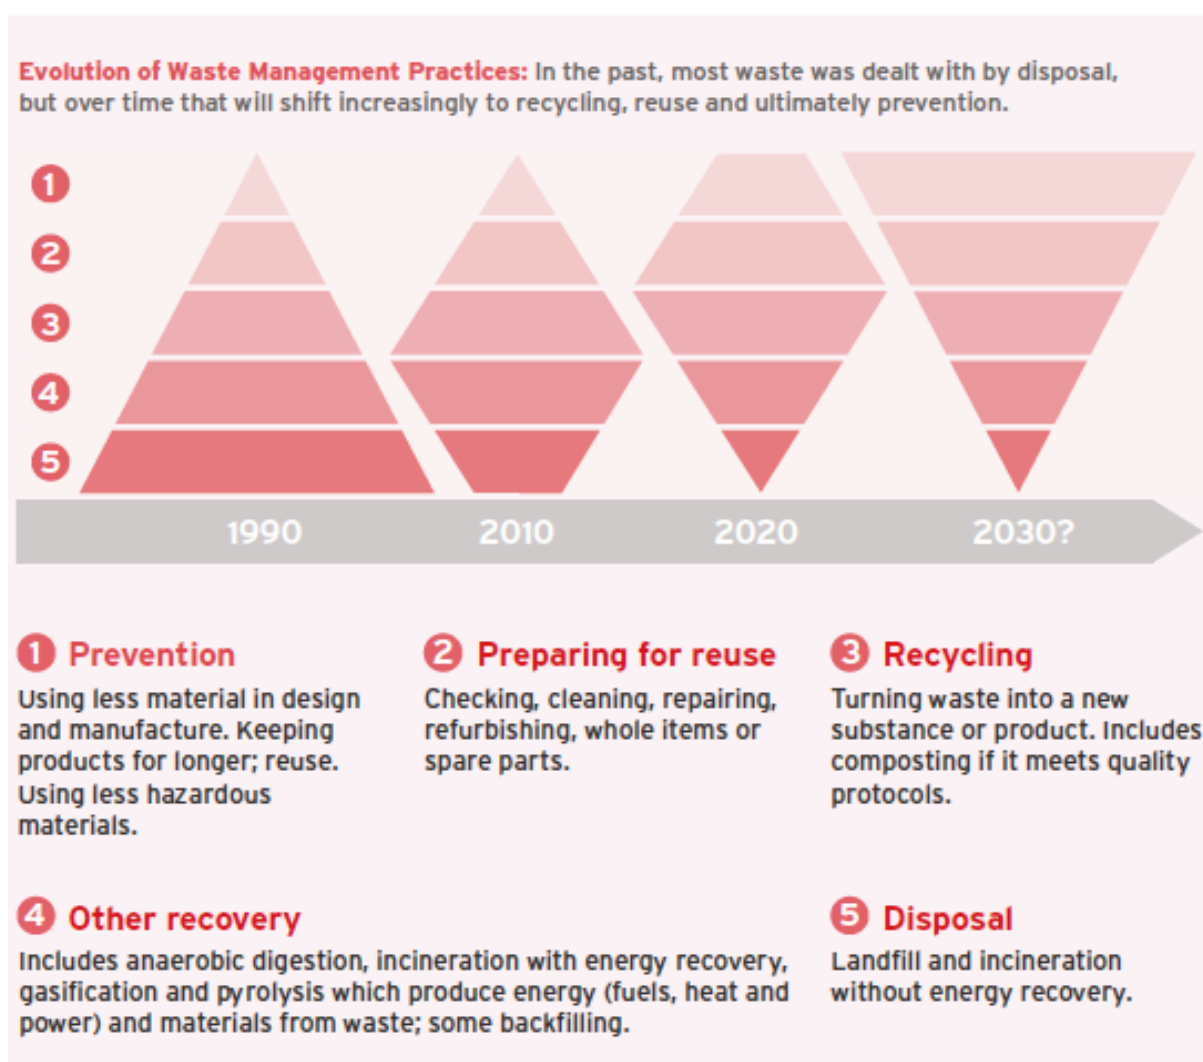 Evolution of Waste Management Practices: In the past, most waste was dealt with by disposal,
but over time that will shift increasingly to recycling, reuse and ultimately prevention.
1
2
3
4
5
1990 2010 2020 2030?
1 Prevention
Using less material in design
and manufacture. Keeping
products for longer; reuse.
Using less hazardous
materials.
2 Preparing for reuse
Checking, cleaning, repairing,
refurbishing, whole items or
spare parts.
3 Recycling
Turning waste into a new
substance or product. Includes
composting if it meets quality
protocols.
4 Other recovery
Includes anaerobic digestion, incineration with energy recovery,
gasification and pyrolysis which produce energy (fuels, heat and
power) and materials from waste; some backfilling.
5 Disposal
Landfill and incineration
without energy recovery.